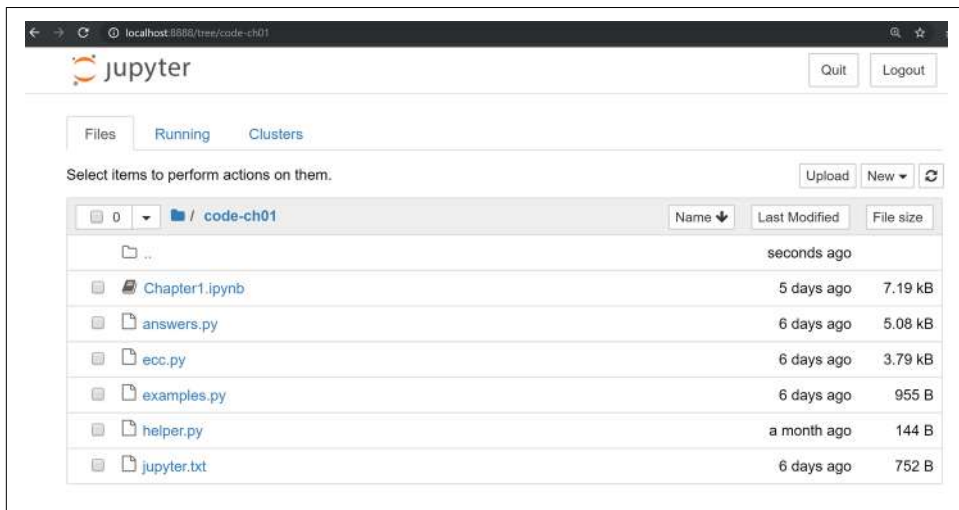 localhost:8888/tree/code-ch01
jupyter
Quit Logout
Files Running Clusters
Select items to perform actions on them.
Upload New
0 / code-ch01 Name Last Modified File size
.. seconds ago
Chapter1.ipynb 5 days ago 7.19 kB
answers.py 6 days ago 5.08 kB
ecc.py 6 days ago 3.79 kB
examples.py 6 days ago 955 B
helper.py a month ago 144 B
jupyter.txt 6 days ago 752 B